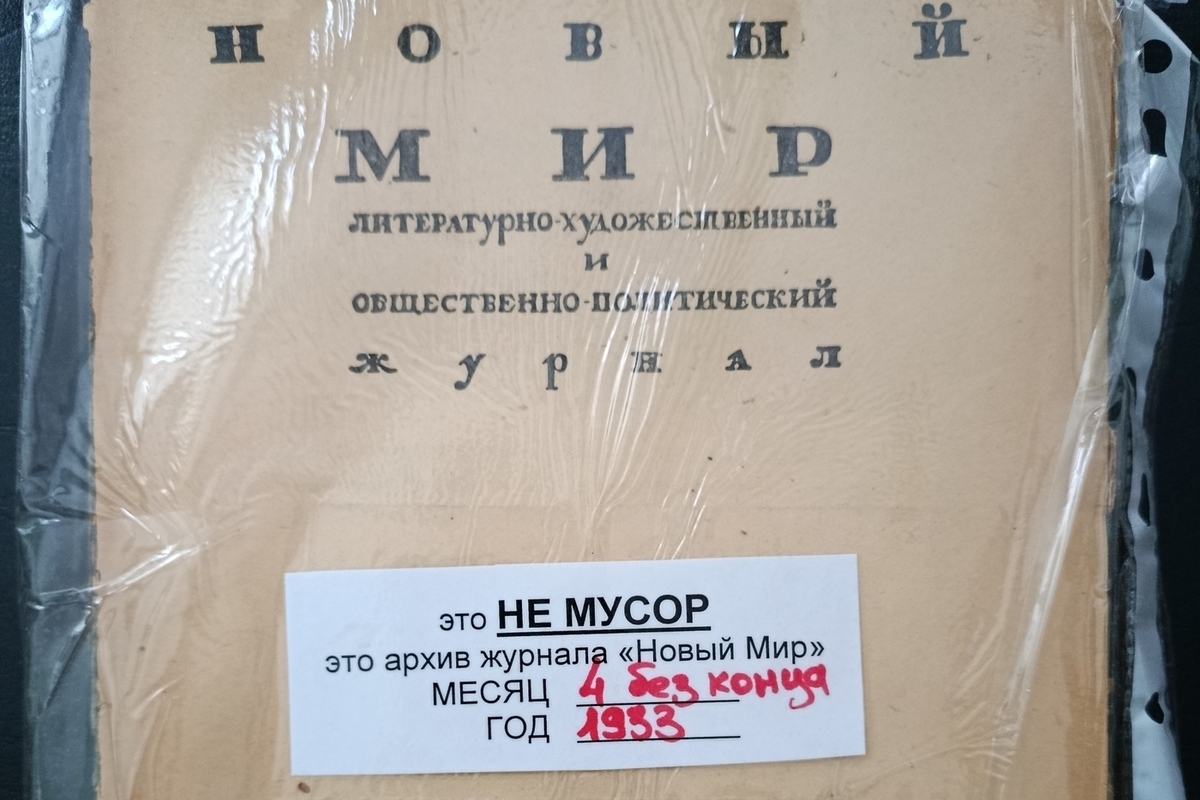 НОВЫЙ
МИР
ЛИТЕРАТУРНО-ХУДОЖЕСТВЕННЫЙ
И
ОБЩЕСТВЕННО-ПОЛИТИЧЕСКИЙ
журнал
это НЕ МУСОР
это архив журнала «Новый Мир»
МЕСЯЦ 4 без конца
ГОД 1933